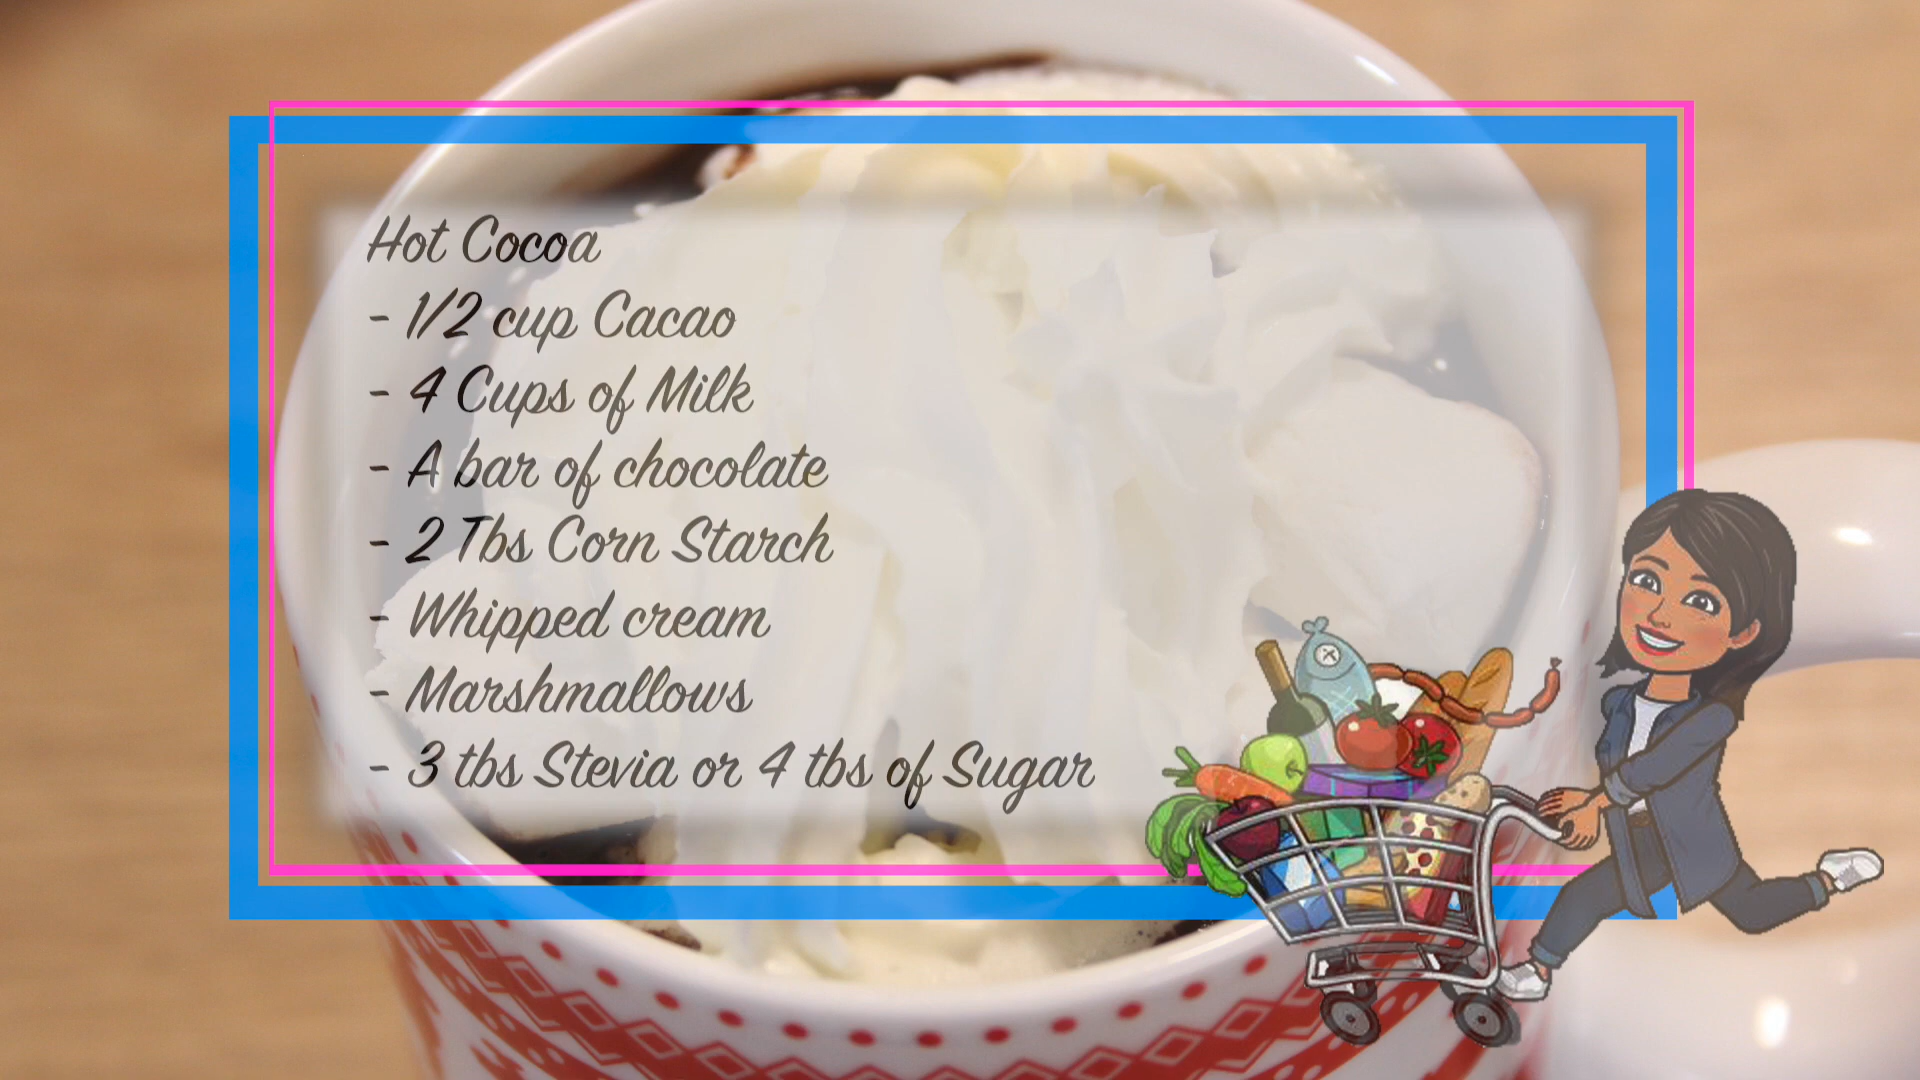 Hot Cocoa
- 1/2 cup Cacao
- 4 Cups of Milk
- A bar of chocolate
- 2 Tbs Corn Starch
- Whipped cream
- Marshmallows
- 3 tbs Stevia or 4 tbs of Sugar